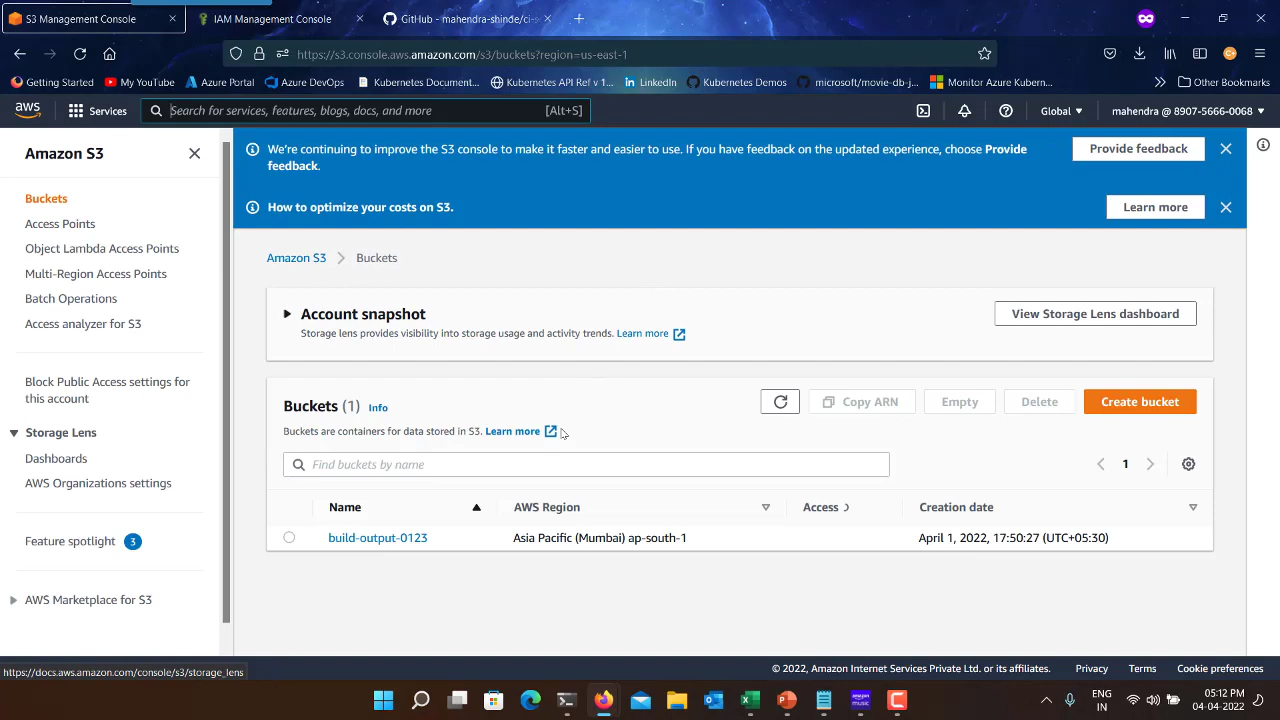 S3 Management Console
IAM Management Console
GitHub - mahendra-shinde/ci-s
https://s3.console.aws.amazon.com/s3/buckets?region=us-east-1
Getting Started
My YouTube
Azure Portal
Azure DevOps
Kubernetes Document...
Kubernetes API Ref v 1...
LinkedIn
Kubernetes Demos
microsoft/movie-db-j...
Monitor Azure Kubern...
Other Bookmarks
aws
Services
Search for services, features, blogs, docs, and more
[Alt+S]
Global
mahendra @ 8907-5666-0068
Amazon S3
Buckets
Access Points
Object Lambda Access Points
Multi-Region Access Points
Batch Operations
Access analyzer for S3
Block Public Access settings for
this account
Storage Lens
Dashboards
AWS Organizations settings
Feature spotlight 3
AWS Marketplace for S3
https://docs.aws.amazon.com/console/s3/storage_lens
We're continuing to improve the S3 console to make it faster and easier to use. If you have feedback on the updated experience, choose Provide
feedback.
Provide feedback
How to optimize your costs on S3.
Learn more
Amazon S3 > Buckets
Account snapshot
Storage lens provides visibility into storage usage and activity trends. Learn more
View Storage Lens dashboard
Buckets (1) Info
Buckets are containers for data stored in S3. Learn more
Copy ARN
Empty
Delete
Create bucket
Find buckets by name
1
Name
AWS Region
Access
Creation date
build-output-0123
Asia Pacific (Mumbai) ap-south-1
April 1, 2022, 17:50:27 (UTC+05:30)
© 2022, Amazon Internet Services Private Ltd. or its affiliates.
Privacy
Terms
Cookie preferences
ENG
IN
05:12 PM
04-04-2022